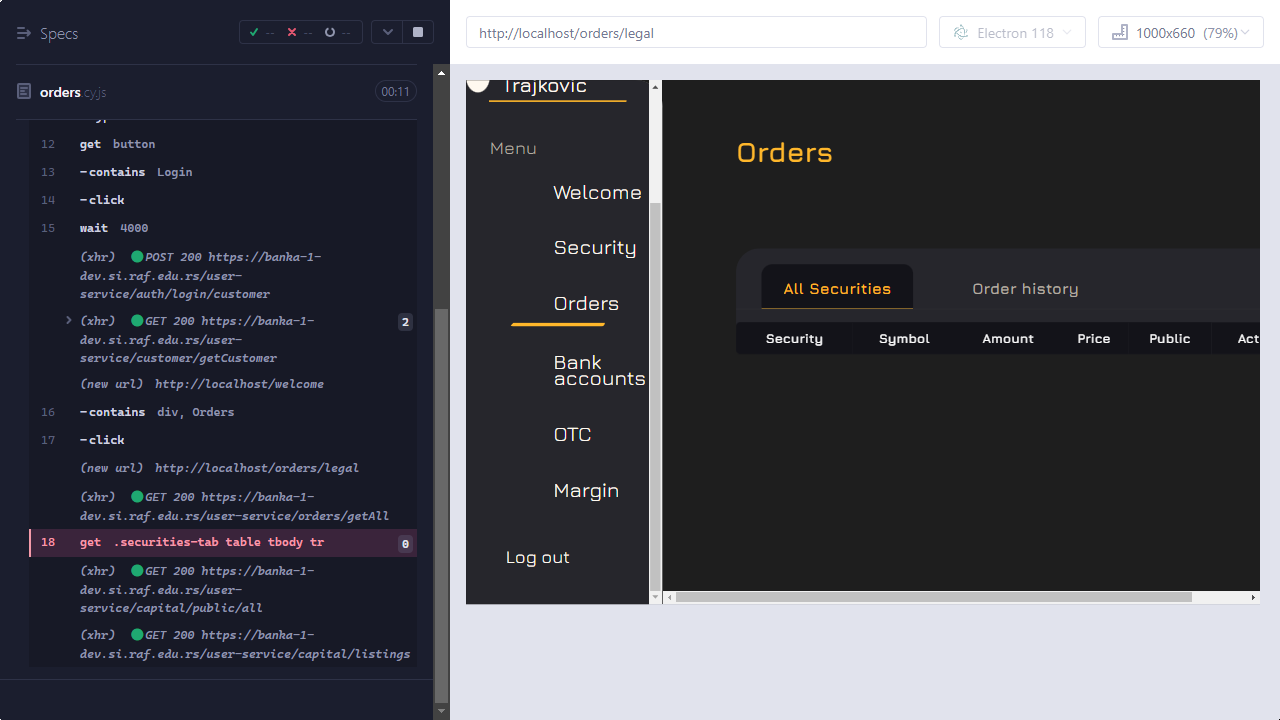 Specs
--
--
--
orders.cy.js
00:11
12 get button
13 -contains Login
14 -click
15 wait 4000
(xhr) POST 200 https://banka-1-
dev.si.raf.edu.rs/user-
service/auth/login/customer
(xhr) GET 200 https://banka-1-
dev.si.raf.edu.rs/user-
service/customer/getCustomer
2
(new url) http://localhost/welcome
16 -contains div, Orders
17 -click
(new url) http://localhost/orders/legal
(xhr) GET 200 https://banka-1-
dev.si.raf.edu.rs/user-service/orders/getAll
18 get .securities-tab table tbody tr 0
(xhr) GET 200 https://banka-1-
dev.si.raf.edu.rs/user-
service/capital/public/all
(xhr) GET 200 https://banka-1-
dev.si.raf.edu.rs/user-service/capital/listings
http://localhost/orders/legal
Electron 118
1000x660 (79%)
Trajkovic
Menu
Welcome
Security
Orders
Bank
accounts
OTC
Margin
Log out
Orders
All Securities
Order history
Security Symbol Amount Price Public Act